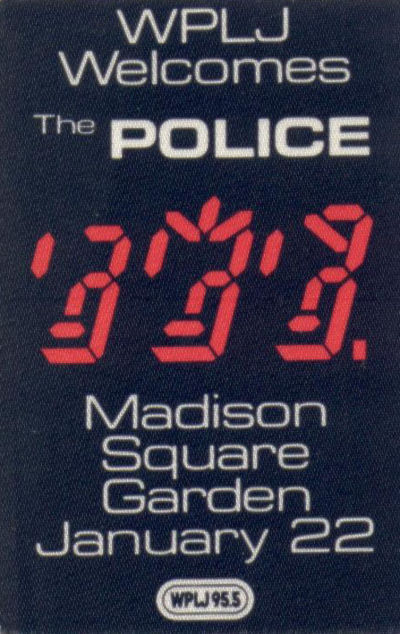 WPLJ
Welcomes
The POLICE
Madison
Square
Garden
January 22
WPLJ 95.5